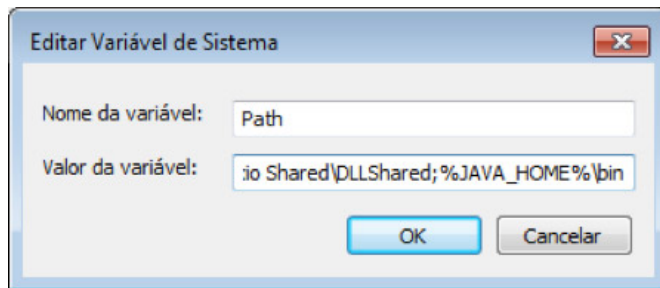 Editar Variável de Sistema
Nome da variável: Path
Valor da variável: :io Shared\DLLShared;%JAVA_HOME%\bin
OK Cancelar